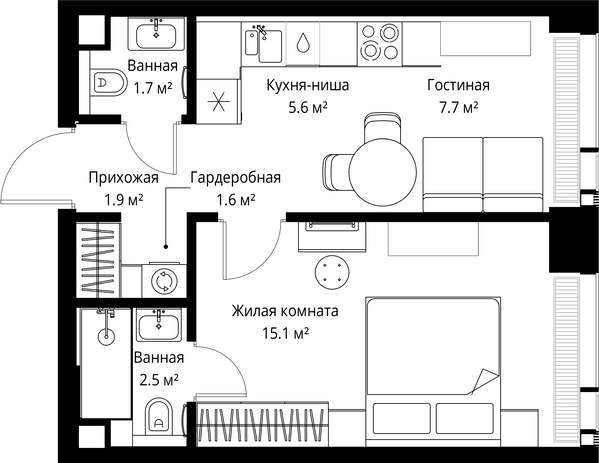 Ванная
1.7 м²
Кухня-ниша
5.6 м²
Гостиная
7.7 м²
Прихожая
1.9 м²
Гардеробная
1.6 м²
Жилая комната
15.1 м²
Ванная
2.5 м²